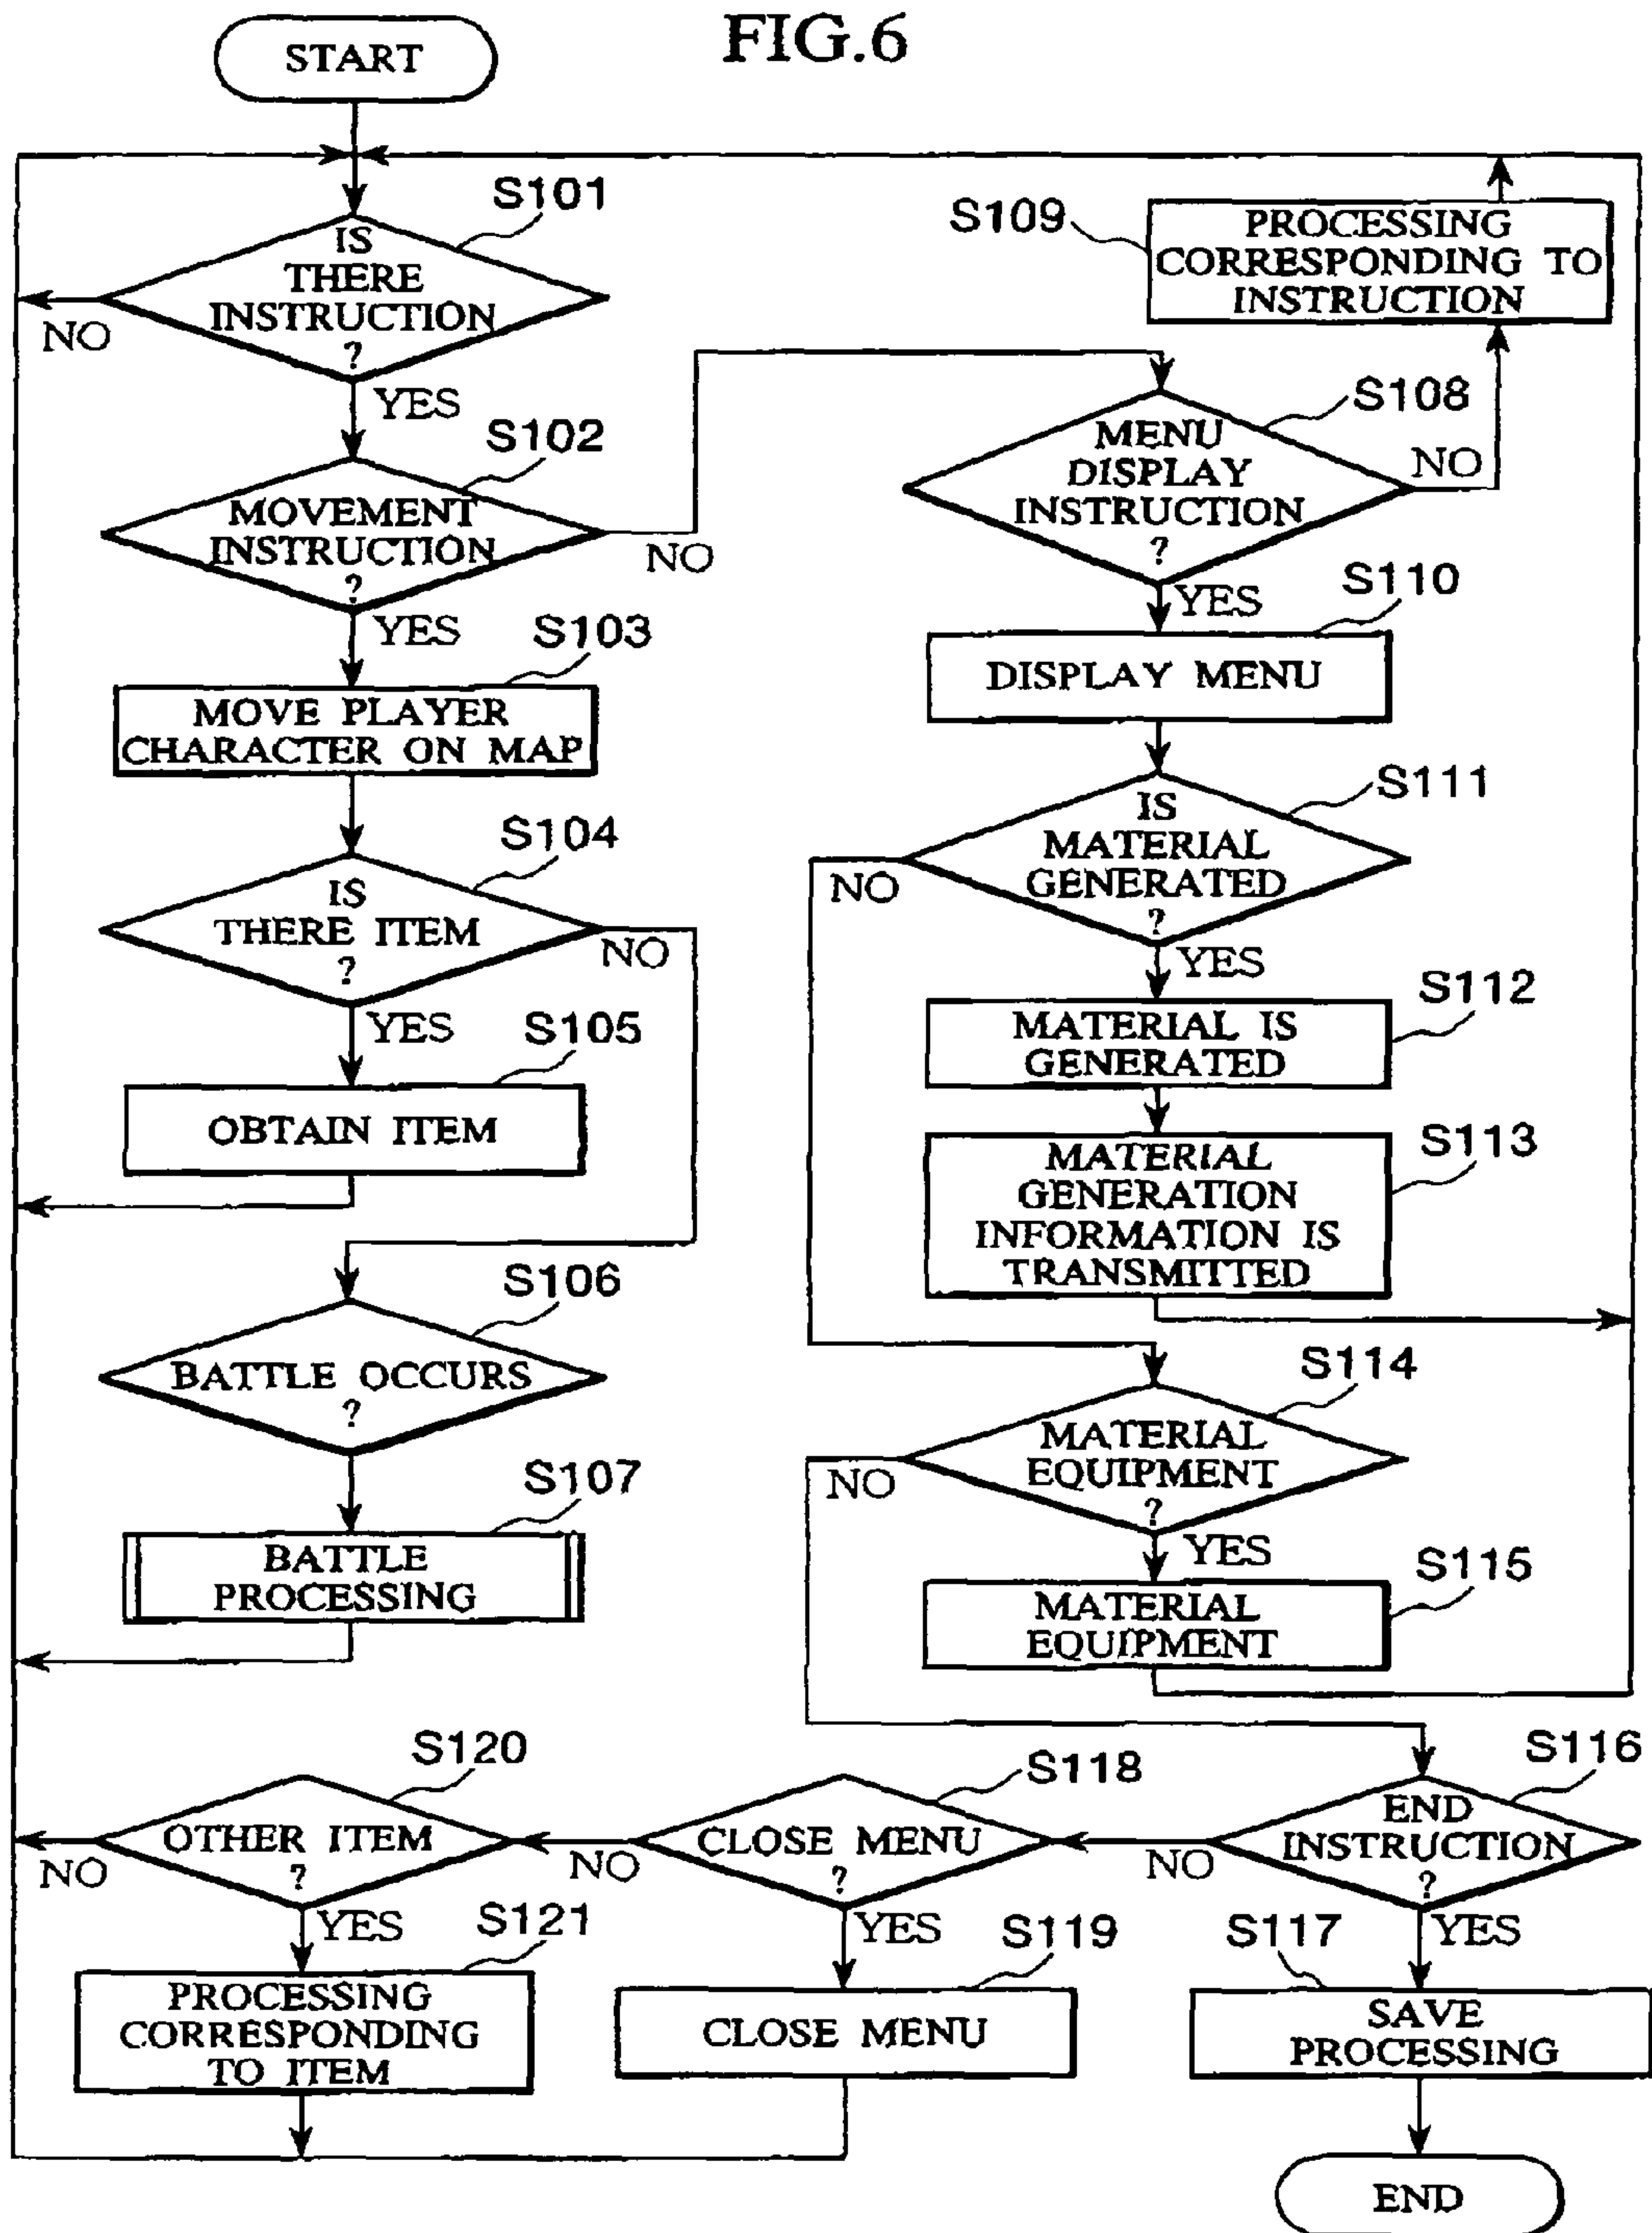 FIG.6
START
S101
IS
THERE
INSTRUCTION
?
NO
YES
S102
MOVEMENT
INSTRUCTION
?
NO
YES
S103
MOVE PLAYER
CHARACTER ON MAP
S104
IS
THERE ITEM
?
NO
YES
S105
OBTAIN ITEM
S106
BATTLE OCCURS
?
S107
BATTLE
PROCESSING
S109
PROCESSING
CORRESPONDING TO
INSTRUCTION
S108
MENU
DISPLAY
INSTRUCTION
?
NO
YES
S110
DISPLAY MENU
S111
IS
MATERIAL
GENERATED
?
NO
YES
S112
MATERIAL IS
GENERATED
S113
MATERIAL
GENERATION
INFORMATION IS
TRANSMITTED
S114
MATERIAL
EQUIPMENT
?
NO
YES
S115
MATERIAL
EQUIPMENT
S116
END
INSTRUCTION
?
NO
YES
S117
SAVE
PROCESSING
END
S118
CLOSE MENU
?
NO
YES
S119
CLOSE MENU
S120
OTHER ITEM
?
NO
YES
S121
PROCESSING
CORRESPONDING
TO ITEM